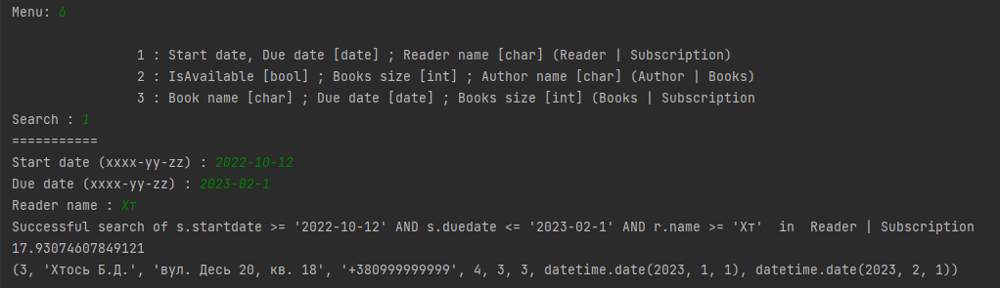 Menu: 6
1 : Start date, Due date [date] ; Reader name [char] (Reader | Subscription)
2 : IsAvailable [bool] ; Books size [int] ; Author name [char] (Author | Books)
3 : Book name [char] ; Due date [date] ; Books size [int] (Books | Subscription
Search : 1
===========
Start date (xxxx-yy-zz) : 2022-10-12
Due date (xxxx-yy-zz) : 2023-02-1
Reader name : Хт
Successful search of s.startdate >= '2022-10-12' AND s.duedate <= '2023-02-1' AND r.name >= 'Хт'  in  Reader | Subscription
17.93074607849121
(3, 'Хтось Б.Д.', 'вул. Десь 20, кв. 18', '+380999999999', 4, 3, 3, datetime.date(2023, 1, 1), datetime.date(2023, 2, 1))